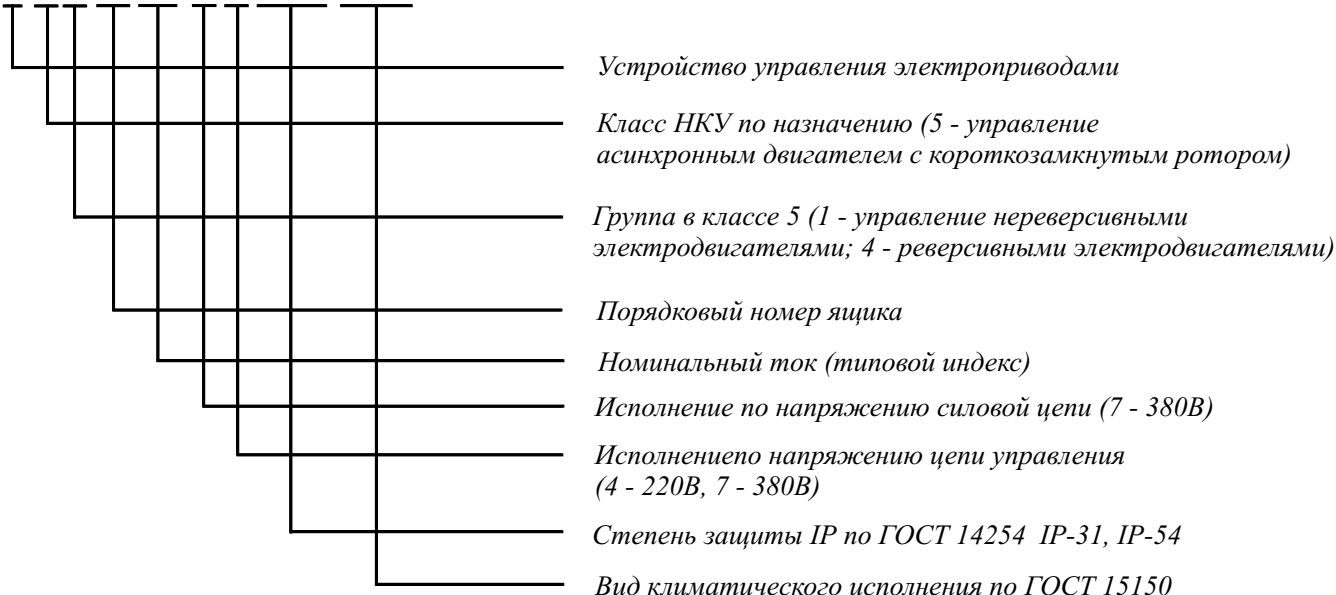 Устройство управления электроприводами
Класс НКУ по назначению (5 - управление
асинхронным двигателем с короткозамкнутым ротором)
Группа в классе 5 (1 - управление нереверсивными
электродвигателями; 4 - реверсивными электродвигателями)
Порядковый номер ящика
Номинальный ток (типовой индекс)
Исполнение по напряжению силовой цепи (7 - 380В)
Исполнениепо напряжению цепи управления
(4 - 220В, 7 - 380В)
Степень защиты IP по ГОСТ 14254 IP-31, IP-54
Вид климатического исполнения по ГОСТ 15150